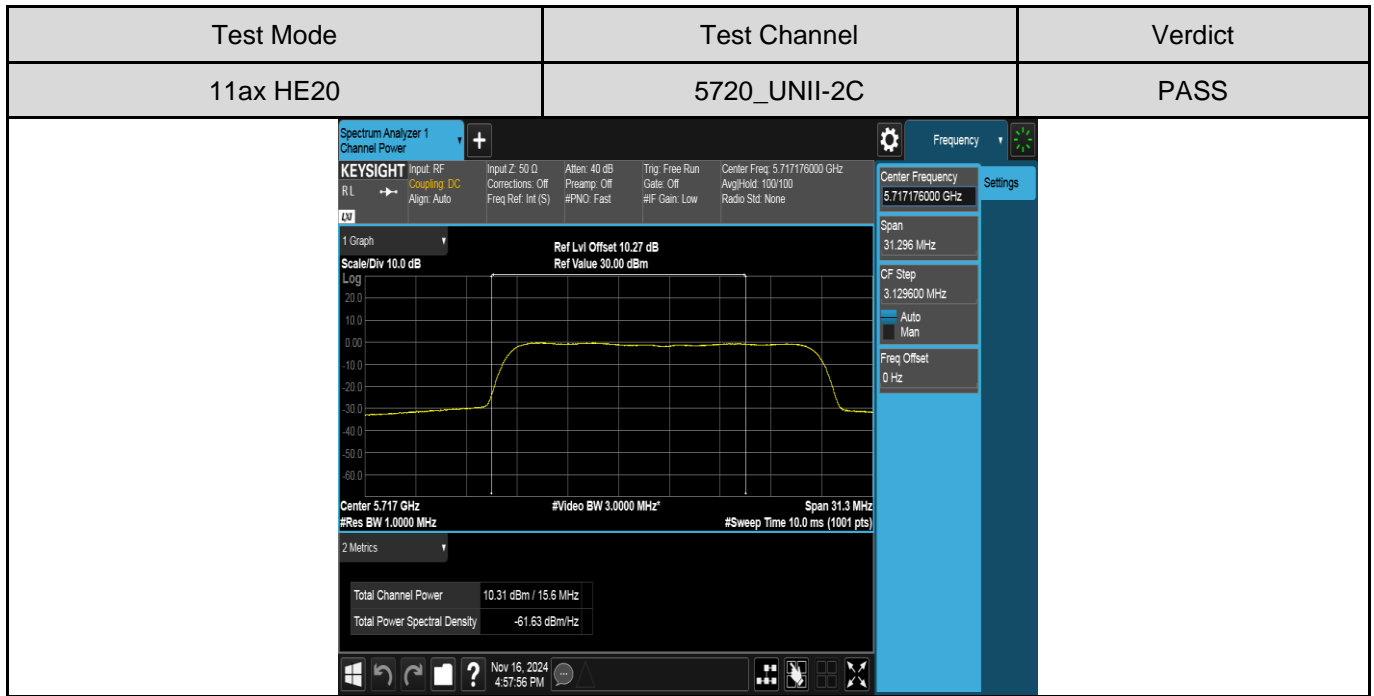 Test Mode Test Channel Verdict
11ax HE20 5720_UNII-2C PASS
Spectrum Analyzer 1
Channel Power
+
Frequency
KEYSIGHT Input: RF Input Z: 50 Ω Atten: 40 dB Trig: Free Run Center Freq: 5.717176000 GHz
RL Coupling: DC Corrections: Off Preamp: Off Gate: Off Avg|Hold: 100/100
Align: Auto Freq Ref: Int (S) #PNO: Fast #IF Gain: Low Radio Std: None
LXI
Center Frequency
5.717176000 GHz
Settings
Span
31.296 MHz
CF Step
3.129600 MHz
Auto
Man
Freq Offset
0 Hz
1 Graph
Ref Lvl Offset 10.27 dB
Scale/Div 10.0 dB Ref Value 30.00 dBm
Log
20.0
10.0
0.00
-10.0
-20.0
-30.0
-40.0
-50.0
-60.0
Center 5.717 GHz #Video BW 3.0000 MHz* Span 31.3 MHz
#Res BW 1.0000 MHz #Sweep Time 10.0 ms (1001 pts)
2 Metrics
Total Channel Power 10.31 dBm / 15.6 MHz
Total Power Spectral Density -61.63 dBm/Hz
? Nov 16, 2024
4:57:56 PM